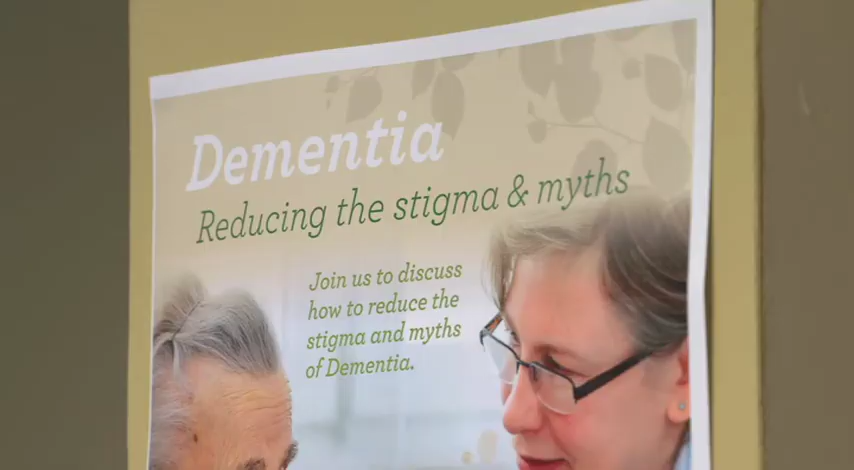 Dementia
Reducing the stigma & myths
Join us to discuss
how to reduce the
stigma and myths
of Dementia.